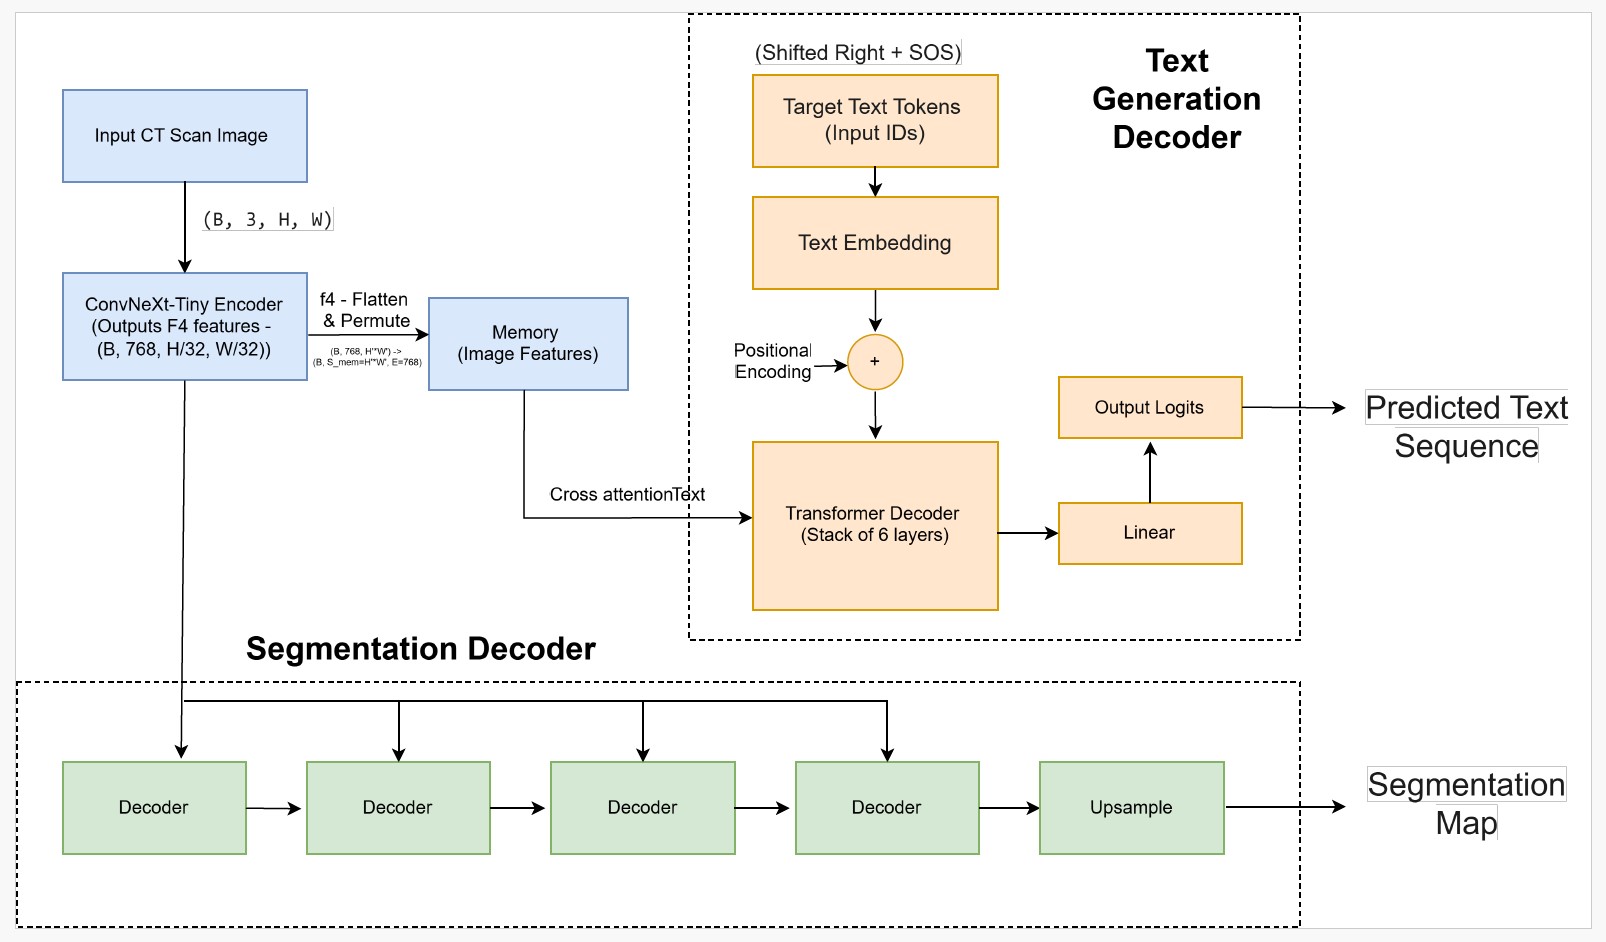 (Shifted Right + SOS)
Text
Generation
Decoder
Target Text Tokens
(Input IDs)
Input CT Scan Image
(B, 3, H, W)
Text Embedding
ConvNeXt-Tiny Encoder
(Outputs F4 features -
(B, 768, H/32, W/32))
f4 - Flatten
& Permute
(B, 768, H'*W') ->
(B, S_mem=H'*W', E=768)
Memory
(Image Features)
Positional
Encoding
+
Output Logits
Predicted Text
Sequence
Cross attentionText
Transformer Decoder
(Stack of 6 layers)
Linear
Segmentation Decoder
Decoder
Decoder
Decoder
Decoder
Upsample
Segmentation
Map